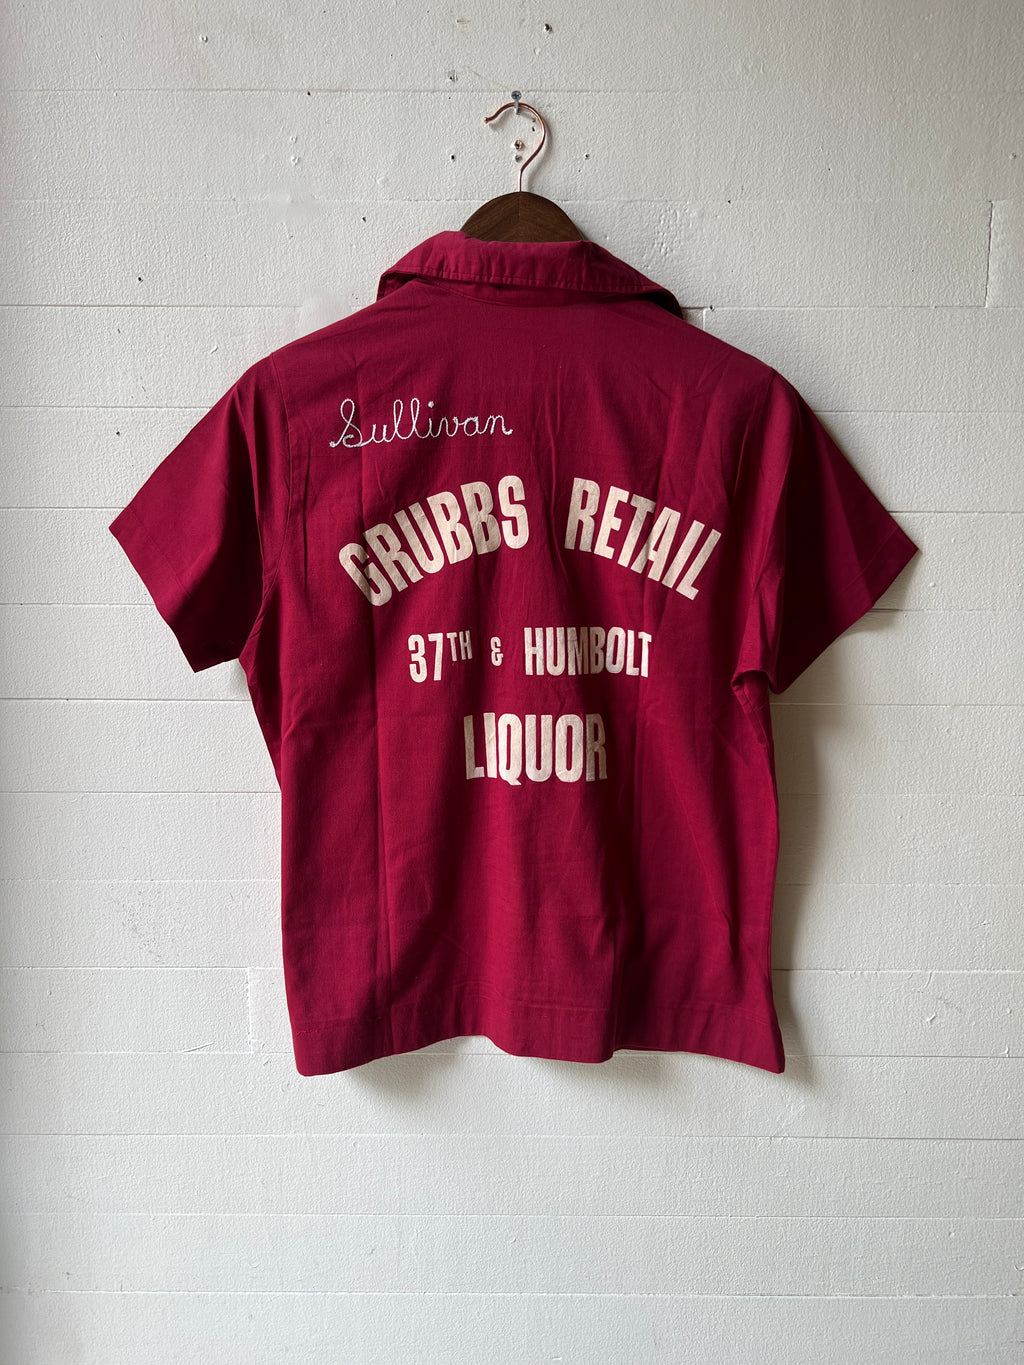 Sullivan
GRUBBS RETAIL
37TH & HUMBOLT
LIQUOR